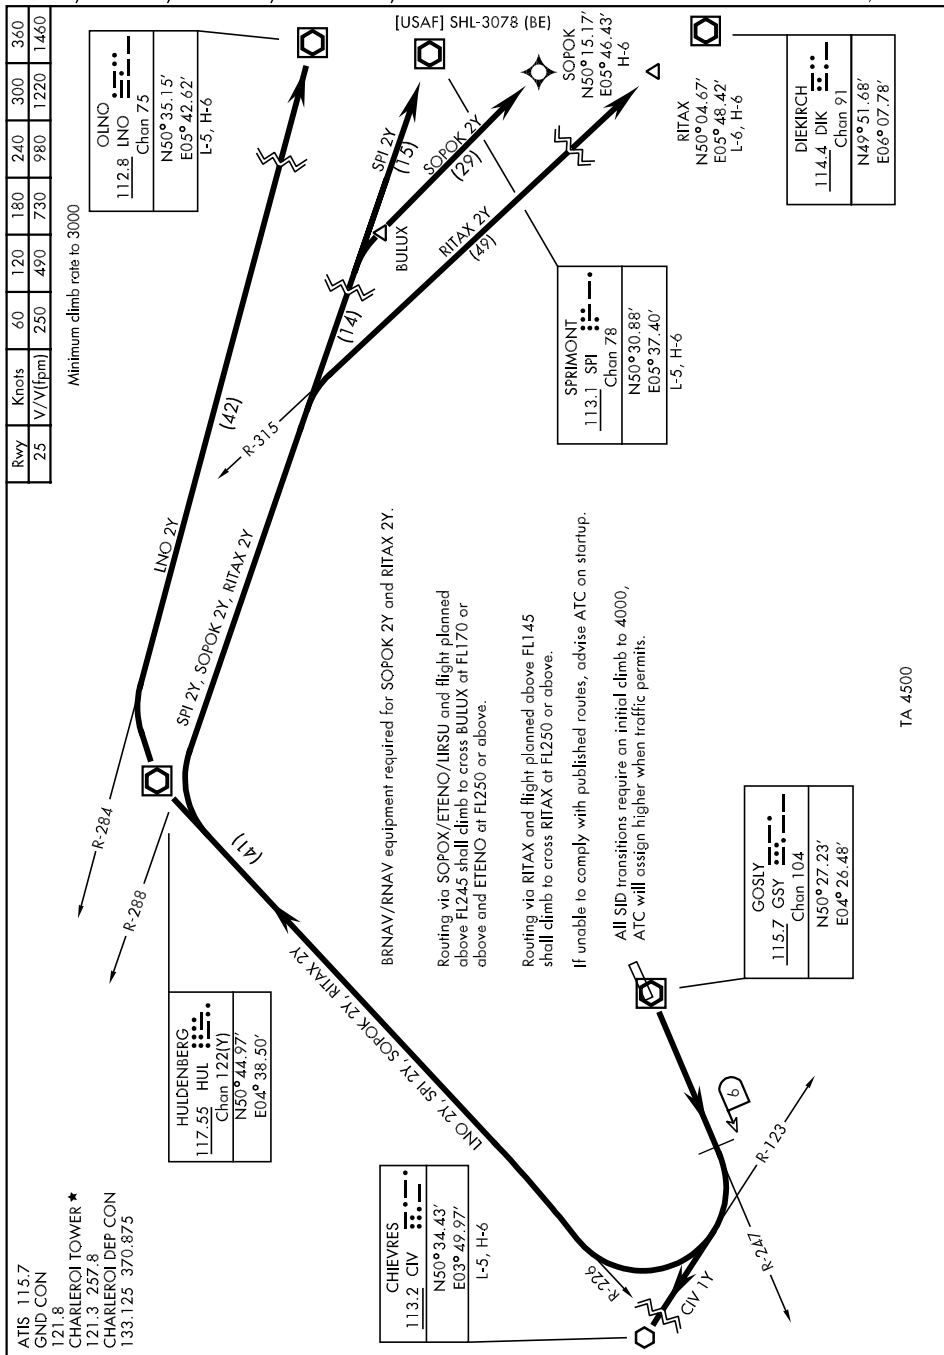 [USAF] SHL-3078 (BE)
ATIS 115.7
GND CON
121.8
CHARLEROI TOWER ★
121.3 257.8
CHARLEROI DEP CON
133.125 370.875
Rwy Knots 60 120 180 240 300 360
25 V/V(fpm) 250 490 730 980 1220 1460
Minimum climb rate to 3000
OLNO
112.8 LNO
Chan 75
N50°35.15'
E05°42.62'
L-5, H-6
SOPOK
N50°15.17'
E05°46.43'
H-6
RITAX
N50°04.67'
E05°48.42'
L-6, H-6
DIEKIRCH
114.4 DIK
Chan 91
N49°51.68'
E06°07.78'
SPRIMONT
113.1 SPI
Chan 78
N50°30.88'
E05°37.40'
L-5, H-6
HULDENBERG
117.55 HUL
Chan 122(Y)
N50°44.97'
E04°38.50'
CHIEVRES
113.2 CIV
N50°34.43'
E03°49.97'
L-5, H-6
GOSLY
115.7 GSY
Chan 104
N50°27.23'
E04°26.48'
LNO 2Y
(42)
SPI 2Y
(15)
SOPOK 2Y
(29)
BULUX
RITAX 2Y
(49)
(14)
R-315
SPI 2Y, SOPOK 2Y, RITAX 2Y
R-284
R-288
(41)
LNO 2Y, SPI 2Y, SOPOK 2Y, RITAX 2Y
R-226
CIV 1Y
R-247
R-123
9
BRNAV/RNAV equipment required for SOPOK 2Y and RITAX 2Y.
Routing via SOPOX/ETENO/LIRSU and flight planned
above FL245 shall climb to cross BULUX at FL170 or
above and ETENO at FL250 or above.
Routing via RITAX and flight planned above FL145
shall climb to cross RITAX at FL250 or above.
If unable to comply with published routes, advise ATC on startup.
All SID transitions require an initial climb to 4000,
ATC will assign higher when traffic permits.
TA 4500